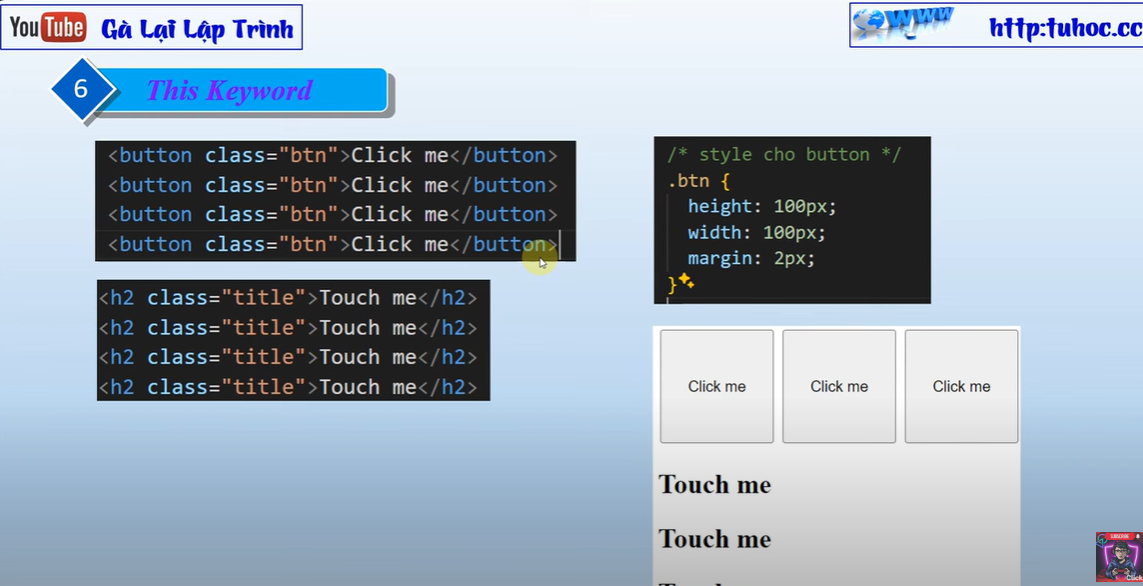 YouTube Gà Lại Lập Trình
www http:tuhoc.cc
6 This Keyword
<button class="btn">Click me</button>
<button class="btn">Click me</button>
<button class="btn">Click me</button>
<button class="btn">Click me</button>
<h2 class="title">Touch me</h2>
<h2 class="title">Touch me</h2>
<h2 class="title">Touch me</h2>
<h2 class="title">Touch me</h2>
/* style cho button */
.btn {
height: 100px;
width: 100px;
margin: 2px;
}
Click me Click me Click me
Touch me
Touch me
SUBSCRIBE